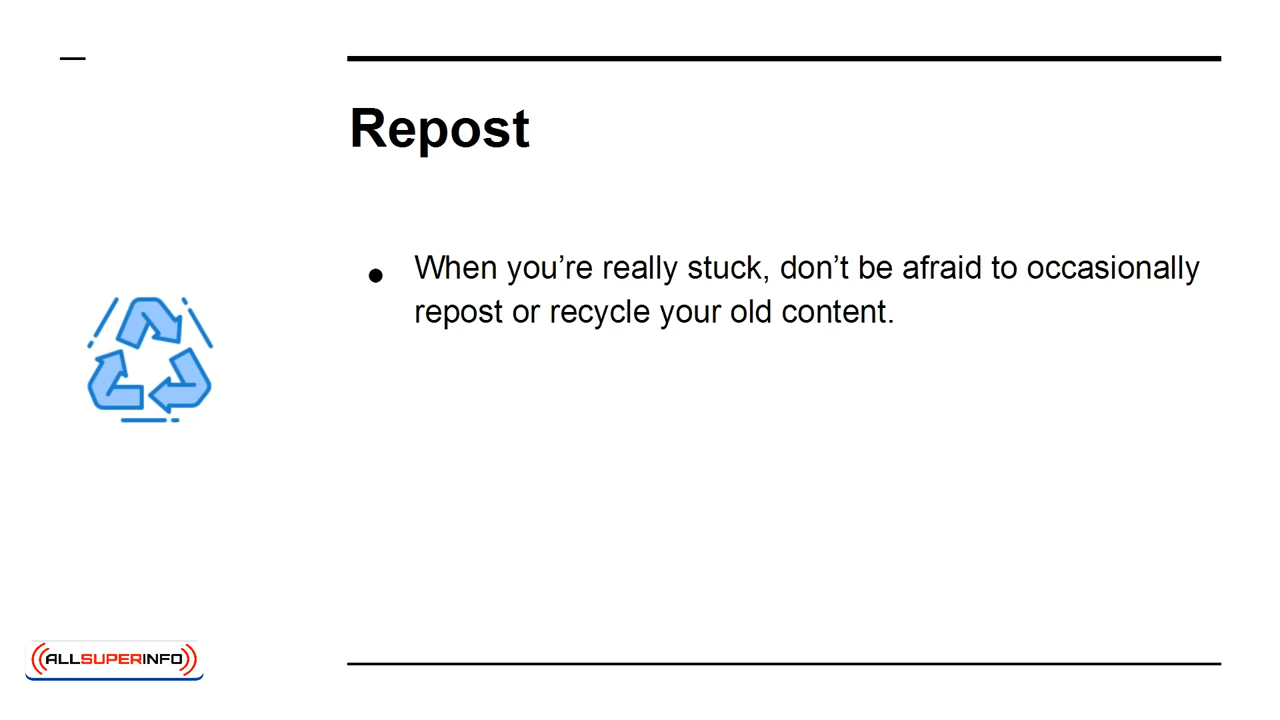 Repost
● When you’re really stuck, don’t be afraid to occasionally
repost or recycle your old content.
ALLSUPERINFO